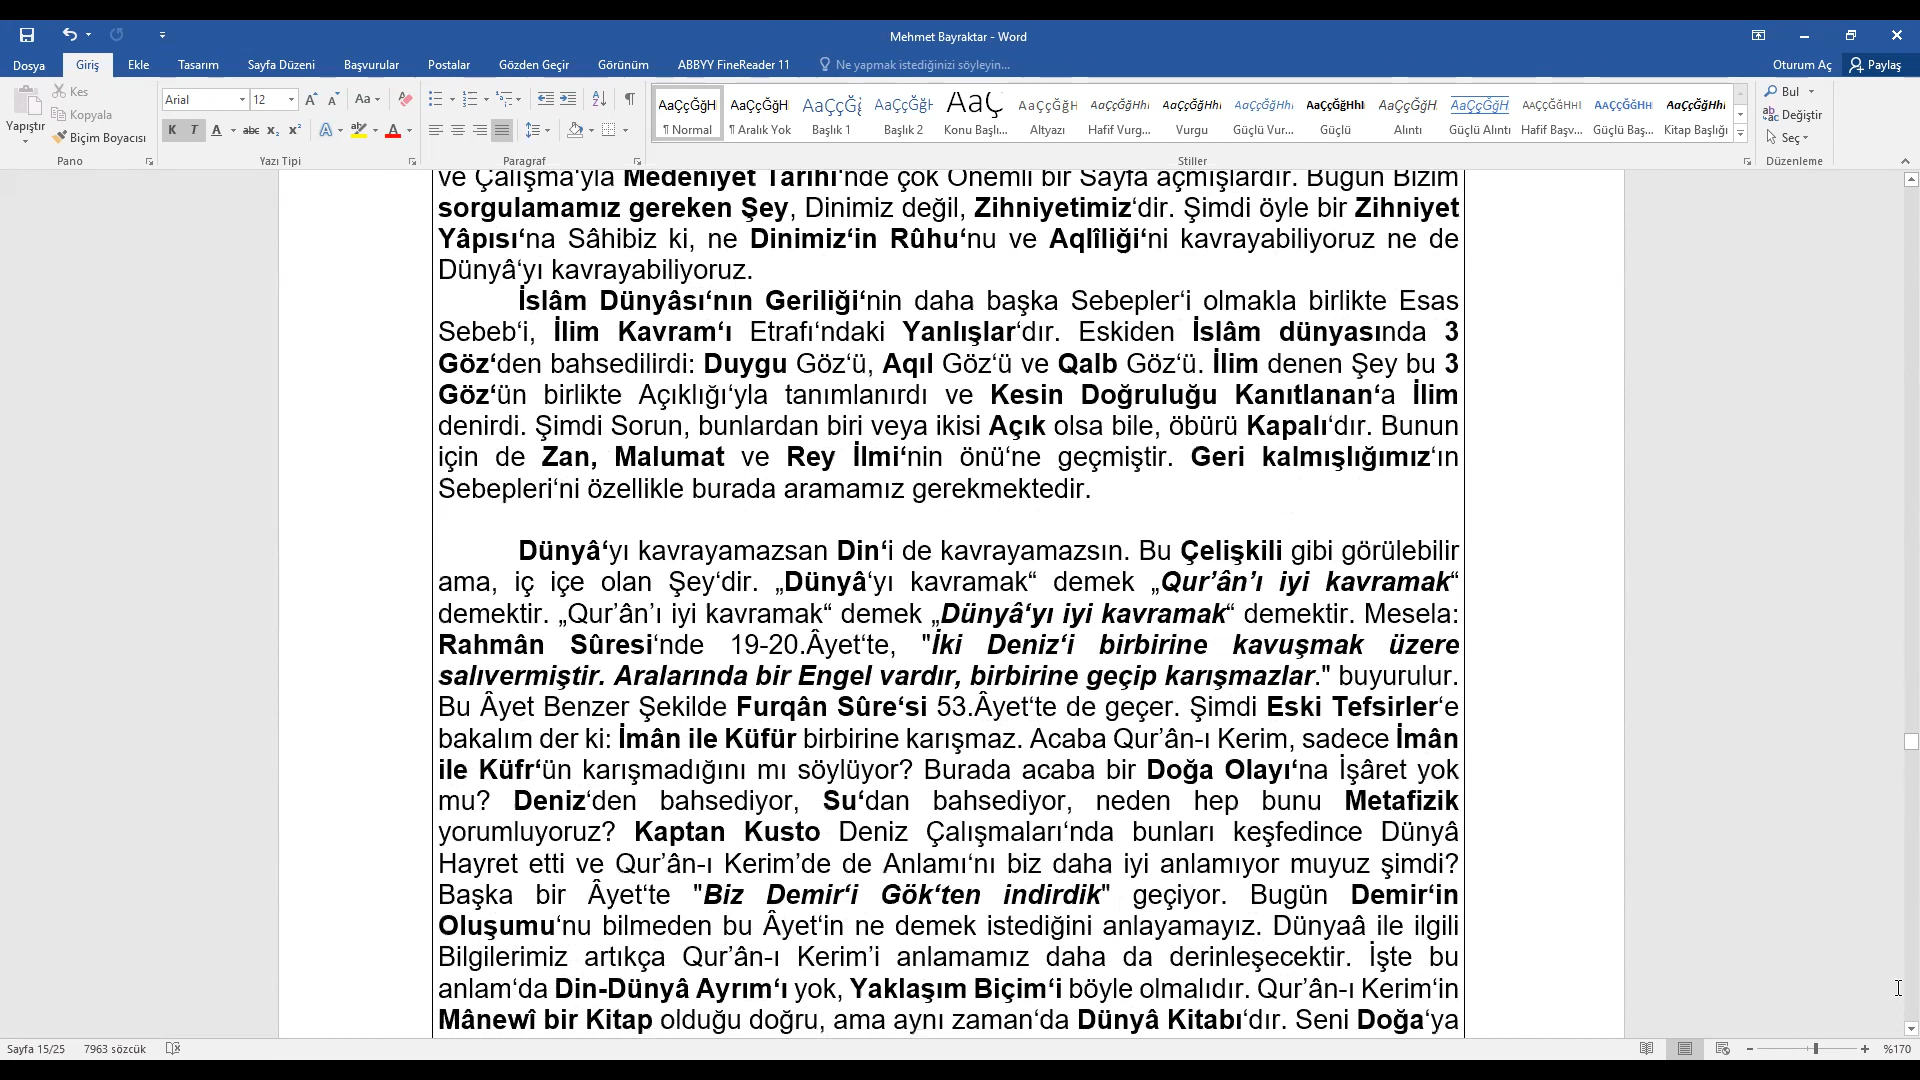 Mehmet Bayraktar - Word
Dosya Giriş Ekle Tasarım Sayfa Düzeni Başvurular Postalar Gözden Geçir Görünüm ABBYY FineReader 11 Ne yapmak istediğinizi söyleyin... Oturum Aç Paylaş
Yapıştır
Kes
Kopyala
Biçim Boyacısı
Pano
Arial 12
K T A abc x₂ x²
Yazı Tipi
Paragraf
AaÇçĞğH AaÇçĞğH AaÇçĞğ AaÇçĞğH AaÇ AaÇçĞğH AaÇçĞğHh AaÇçĞğHh AaÇçĞğHh AaÇçĞğHh AaÇçĞğH AaÇçĞğH AAÇÇĞĞHH AAÇÇĞĞHH AaÇçĞğHh
¶ Normal ¶ Aralık Yok Başlık 1 Başlık 2 Konu Başlı... Altyazı Hafif Vurg... Vurgu Güçlü Vur... Güçlü Alıntı Güçlü Alıntı Hafif Başv... Güçlü Baş... Kitap Başlığı
Stiller
Bul
Değiştir
Seç
Düzenleme
ve Çalışma‘yla Medeniyet Tarihi‘nde çok Önemli bir Sayfa açmışlardır. Bugün Bizim
sorgulamamız gereken Şey, Dinimiz değil, Zihniyetimiz‘dir. Şimdi öyle bir Zihniyet
Yâpısı‘na Sâhibiz ki, ne Dinimiz‘in Rûhu‘nu ve Aqlîliği‘ni kavrayabiliyoruz ne de
Dünyâ‘yı kavrayabiliyoruz.
İslâm Dünyâsı‘nın Geriliği‘nin daha başka Sebepler‘i olmakla birlikte Esas
Sebeb‘i, İlim Kavram‘ı Etrafı‘ndaki Yanlışlar‘dır. Eskiden İslâm dünyasında 3
Göz‘den bahsedilirdi: Duygu Göz‘ü, Aqıl Göz‘ü ve Qalb Göz‘ü. İlim denen Şey bu 3
Göz‘ün birlikte Açıklığı‘yla tanımlanırdı ve Kesin Doğruluğu Kanıtlanan‘a İlim
denirdi. Şimdi Sorun, bunlardan biri veya ikisi Açık olsa bile, öbürü Kapalı‘dır. Bunun
için de Zan, Malumat ve Rey İlmi‘nin önü‘ne geçmiştir. Geri kalmışlığımız‘ın
Sebepleri‘ni özellikle burada aramamız gerekmektedir.
Dünyâ‘yı kavrayamazsan Din‘i de kavrayamazsın. Bu Çelişkili gibi görülebilir
ama, iç içe olan Şey‘dir. „Dünyâ‘yı kavramak“ demek „Qur’ân’ı iyi kavramak“
demektir. „Qur’ân’ı iyi kavramak“ demek „Dünyâ‘yı iyi kavramak“ demektir. Mesela:
Rahmân Sûresi‘nde 19-20.Âyet‘te, "İki Deniz‘i birbirine kavuşmak üzere
salıvermiştir. Aralarında bir Engel vardır, birbirine geçip karışmazlar." buyurulur.
Bu Âyet Benzer Şekilde Furqân Sûre‘si 53.Âyet‘te de geçer. Şimdi Eski Tefsirler‘e
bakalım der ki: İmân ile Küfür birbirine karışmaz. Acaba Qur’ân-ı Kerim, sadece İmân
ile Küfr‘ün karışmadığını mı söylüyor? Burada acaba bir Doğa Olayı‘na İşâret yok
mu? Deniz‘den bahsediyor, Su‘dan bahsediyor, neden hep bunu Metafizik
yorumluyoruz? Kaptan Kusto Deniz Çalışmaları‘nda bunları keşfedince Dünyâ
Hayret etti ve Qur’ân-ı Kerim’de de Anlamı‘nı biz daha iyi anlamıyor muyuz şimdi?
Başka bir Âyet‘te "Biz Demir‘i Gök‘ten indirdik" geçiyor. Bugün Demir‘in
Oluşumu‘nu bilmeden bu Âyet‘in ne demek istediğini anlayamayız. Dünyaâ ile ilgili
Bilgilerimiz artıkça Qur’ân-ı Kerim’i anlamamız daha da derinleşecektir. İşte bu
anlam‘da Din-Dünyâ Ayrım‘ı yok, Yaklaşım Biçim‘i böyle olmalıdır. Qur’ân-ı Kerim‘in
Mânewî bir Kitap olduğu doğru, ama aynı zaman‘da Dünyâ Kitabı‘dır. Seni Doğa‘ya
Sayfa 15/25 7963 sözcük %170